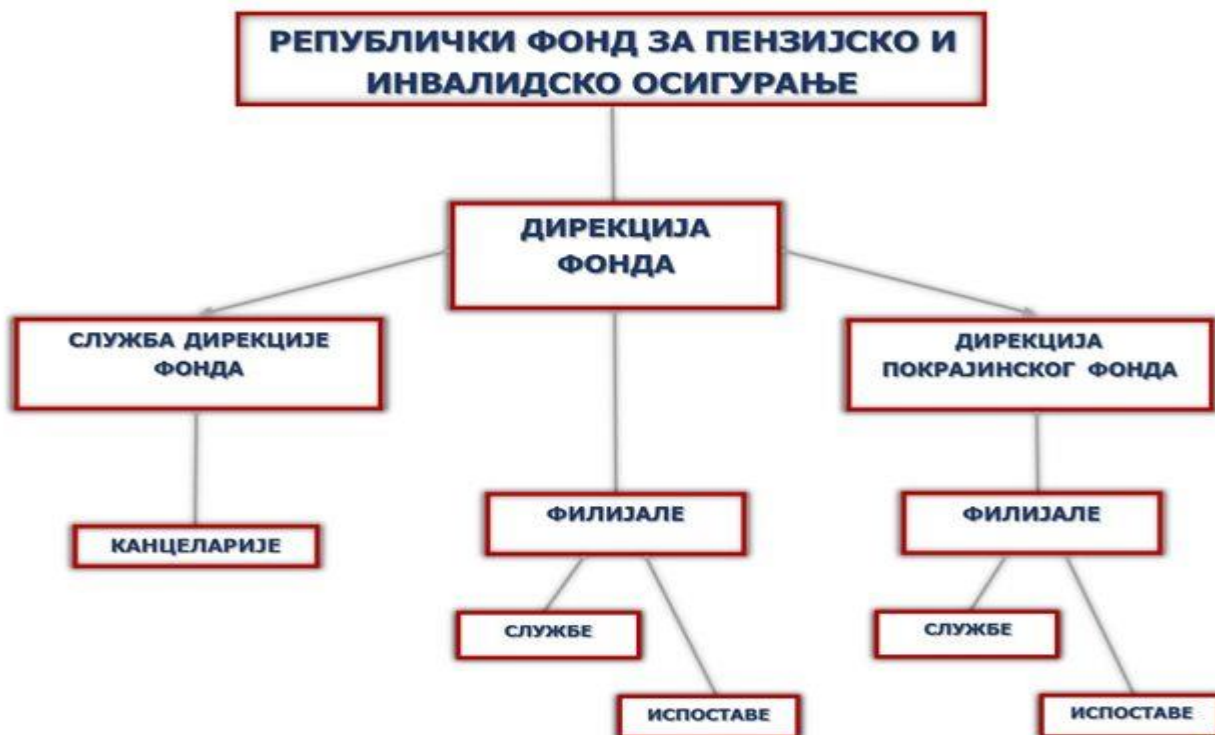 РЕПУБЛИЧКИ ФОНД ЗА ПЕНЗИЈСКО И
ИНВАЛИДСКО ОСИГУРАЊЕ
ДИРЕКЦИЈА
ФОНДА
СЛУЖБА ДИРЕКЦИЈЕ
ФОНДА
ДИРЕКЦИЈА
ПОКРАЈИНСКОГ ФОНДА
КАНЦЕЛАРИЈЕ
ФИЛИЈАЛЕ
ФИЛИЈАЛЕ
СЛУЖБЕ
СЛУЖБЕ
ИСПОСТАВЕ
ИСПОСТАВЕ